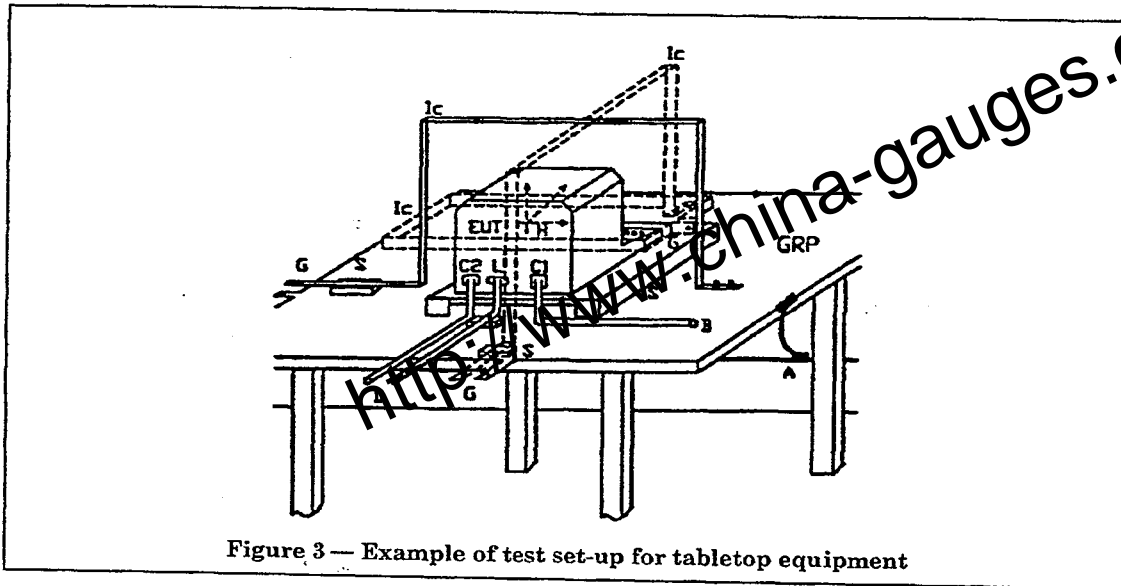 Ic
Ic
Ic
EUT
G
S
C2
L
C1
G
GRP
S
B
S
A
G
http://www.china-gauges.c
Figure 3 — Example of test set-up for tabletop equipment